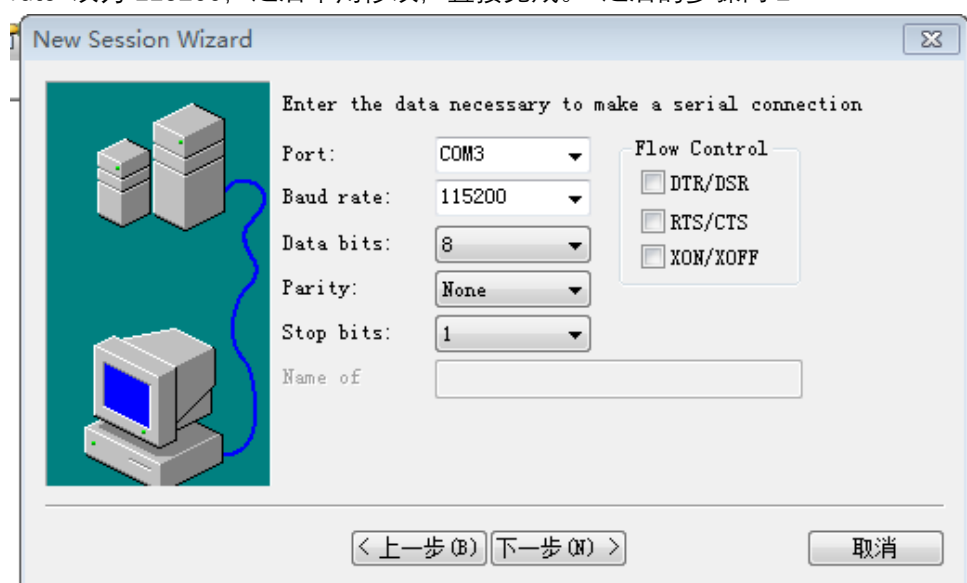 New Session Wizard
Enter the data necessary to make a serial connection
Port: COM3
Baud rate: 115200
Data bits: 8
Parity: None
Stop bits: 1
Name of
Flow Control
DTR/DSR
RTS/CTS
XON/XOFF
< 上一步(B) 下一步(N) >
取消